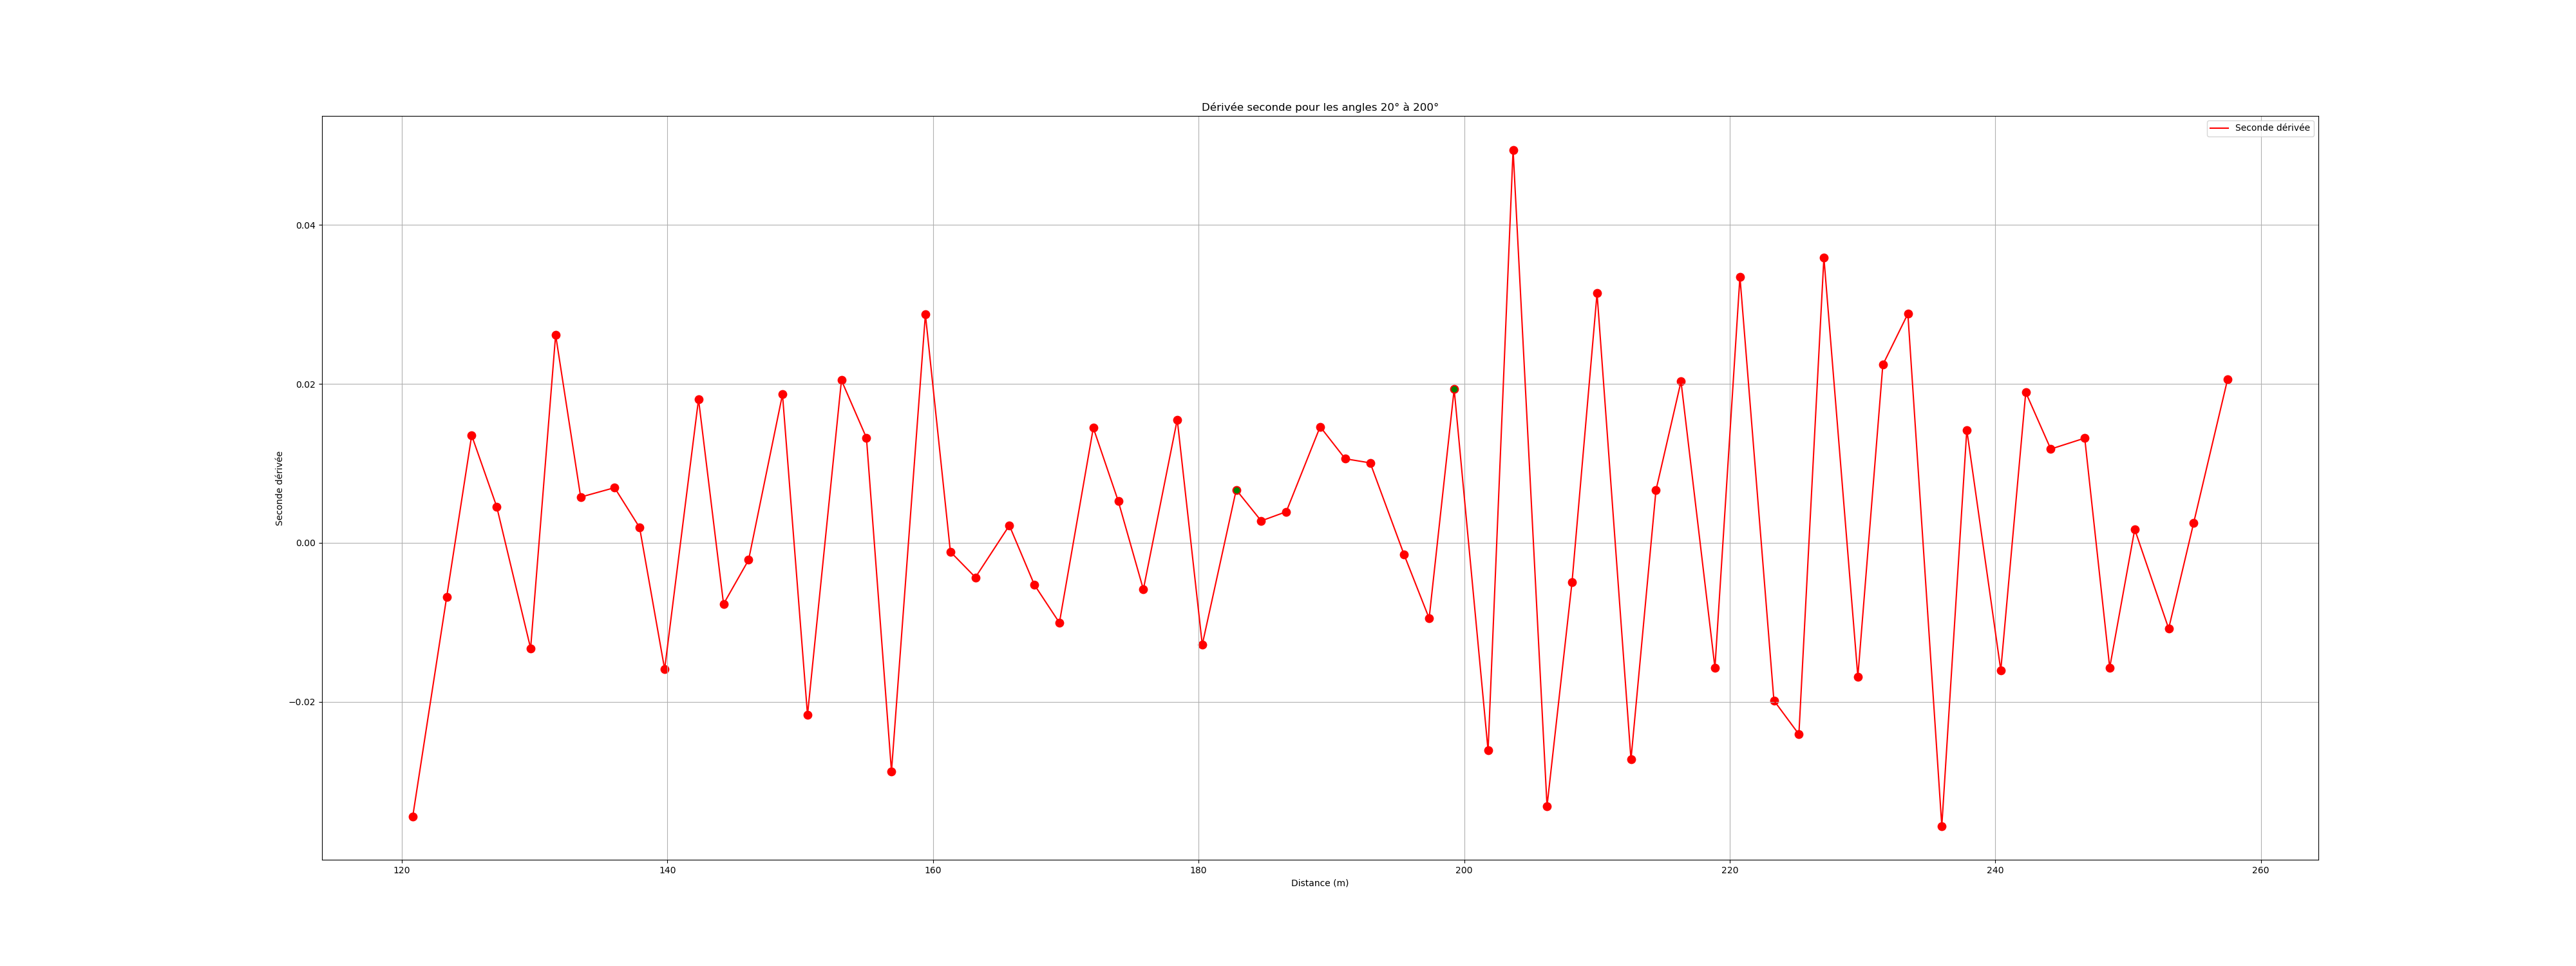 Dérivée seconde pour les angles 20° à 200°
Seconde dérivée
0.04
0.02
0.00
−0.02
Seconde dérivée
120 140 160 180 200 220 240 260
Distance (m)